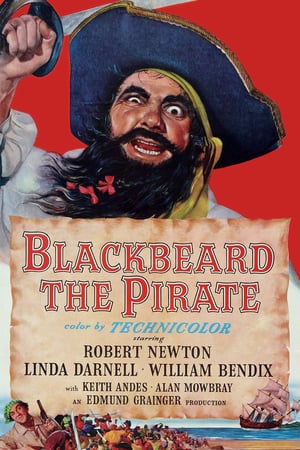 BLACKBEARD
THE PIRATE
color by TECHNICOLOR
starring
ROBERT NEWTON
LINDA DARNELL · WILLIAM BENDIX
with KEITH ANDES · ALAN MOWBRAY
AN EDMUND GRAINGER PRODUCTION